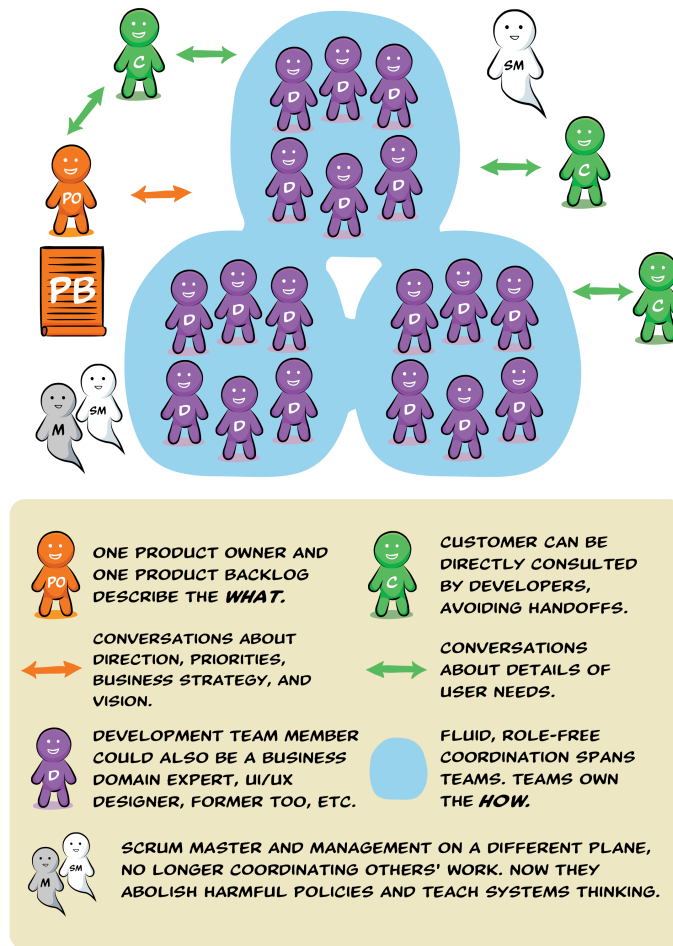 C
D
D
D
SM
D
D
D
C
PO
PB
D
D
D
D
D
D
C
D
D
D
D
D
D
M
SM
PO
ONE PRODUCT OWNER AND
ONE PRODUCT BACKLOG
DESCRIBE THE WHAT.
C
CUSTOMER CAN BE
DIRECTLY CONSULTED
BY DEVELOPERS,
AVOIDING HANDOFFS.
CONVERSATIONS ABOUT
DIRECTION, PRIORITIES,
BUSINESS STRATEGY, AND
VISION.
CONVERSATIONS
ABOUT DETAILS OF
USER NEEDS.
D
DEVELOPMENT TEAM MEMBER
COULD ALSO BE A BUSINESS
DOMAIN EXPERT, UI/UX
DESIGNER, FORMER TOO, ETC.
FLUID, ROLE-FREE
COORDINATION SPANS
TEAMS. TEAMS OWN
THE HOW.
M
SM
SCRUM MASTER AND MANAGEMENT ON A DIFFERENT PLANE,
NO LONGER COORDINATING OTHERS' WORK. NOW THEY
ABOLISH HARMFUL POLICIES AND TEACH SYSTEMS THINKING.